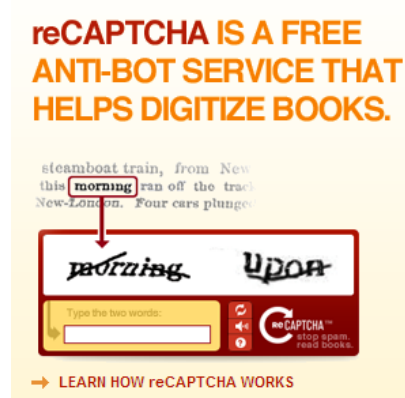 reCAPTCHA IS A FREE
ANTI-BOT SERVICE THAT
HELPS DIGITIZE BOOKS.
steamboat train, from New
this morning ran off the trac
New-London. Four cars plunge
morning upon
Type the two words:
reCAPTCHA™
stop spam.
read books.
LEARN HOW reCAPTCHA WORKS